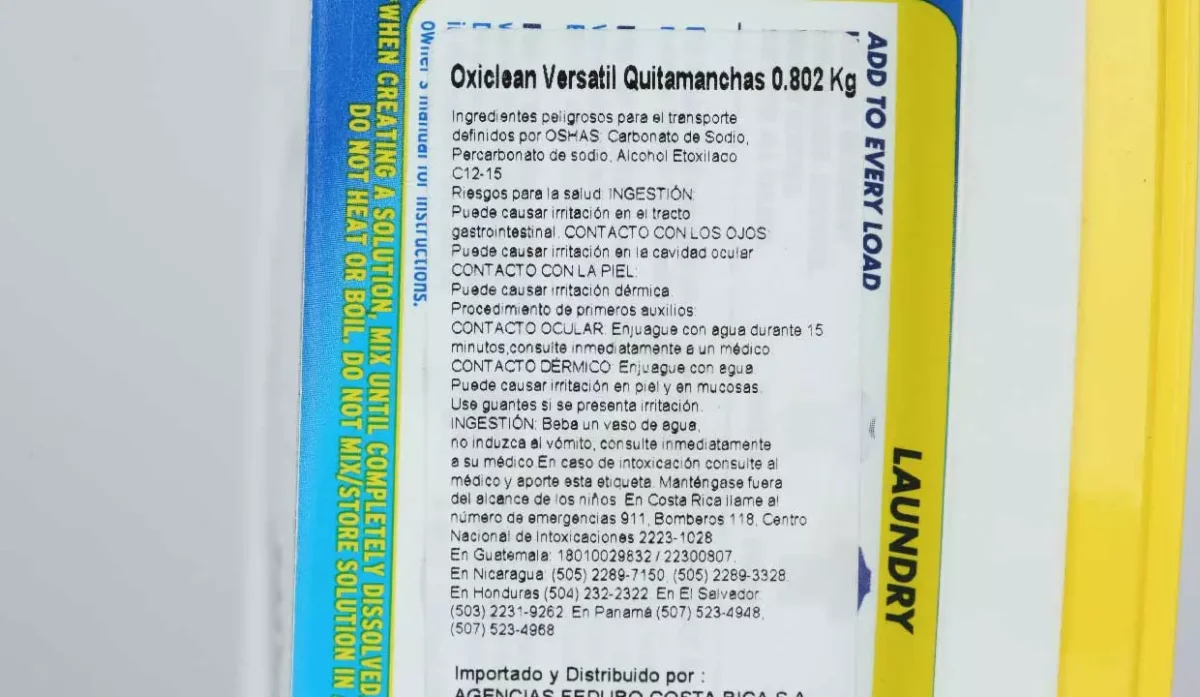 WHEN CREATING A SOLUTION, MIX UNTIL COMPLETELY DISSOLVED
DO NOT HEAT OR BOIL. DO NOT MIX/STORE SOLUTION IN
owner's manual for instructions.
Oxiclean Versatil Quitamanchas 0.802 Kg
Ingredientes peligrosos para el transporte
definidos por OSHAS: Carbonato de Sodio,
Percarbonato de sodio, Alcohol Etoxilaco
C12-15
Riesgos para la salud: INGESTIÓN:
Puede causar irritación en el tracto
gastrointestinal. CONTACTO CON LOS OJOS:
Puede causar irritación en la cavidad ocular
CONTACTO CON LA PIEL:
Puede causar irritación dérmica.
Procedimiento de primeros auxilios:
CONTACTO OCULAR: Enjuague con agua durante 15
minutos,consulte inmediatamente a un médico
CONTACTO DÉRMICO: Enjuague con agua.
Puede causar irritación en piel y en mucosas.
Use guantes si se presenta irritación.
INGESTIÓN: Beba un vaso de agua,
no induzca al vómito, consulte inmediatamente
a su médico.En caso de intoxicación consulte al
médico y aporte esta etiqueta. Manténgase fuera
del alcance de los niños. En Costa Rica llame al
número de emergencias 911, Bomberos 118, Centro
Nacional de Intoxicaciones 2223-1028
En Guatemala: 18010029832 / 22300807.
En Nicaragua: (505) 2289-7150, (505) 2289-3328.
En Honduras (504) 232-2322. En El Salvador:
(503) 2231-9262. En Panamá (507) 523-4948,
(507) 523-4968
Importado y Distribuido por :
AGENCIAS FEDURO COSTA RICA S.A.
ADD TO EVERY LOAD
LAUNDRY